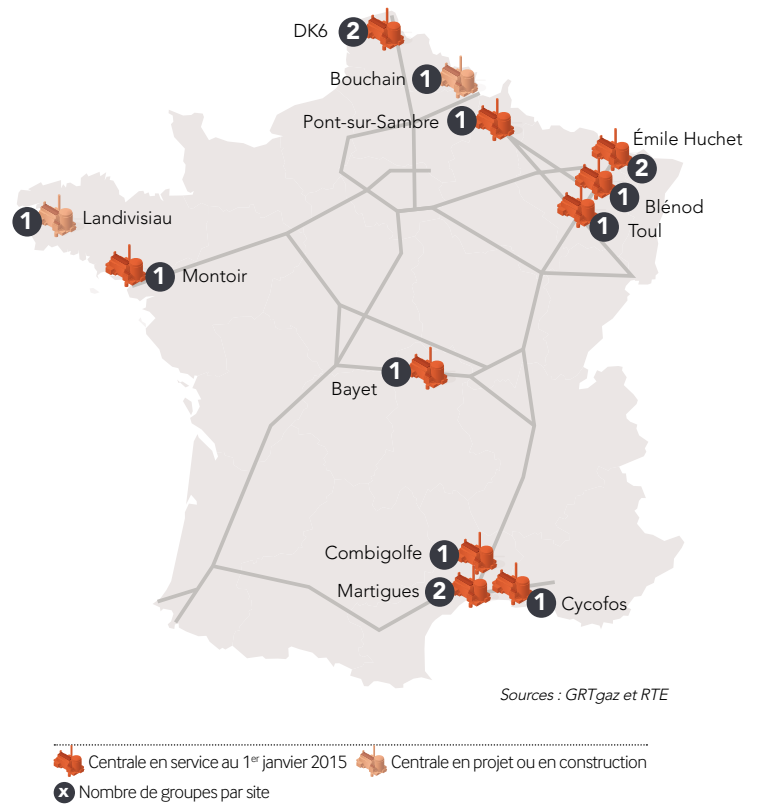 DK6 2
Bouchain 1
Pont-sur-Sambre 1
Émile Huchet
2
1 Blénod
1 Toul
1 Landivisiau
1 Montoir
1
Bayet
Combigolfe 1
Martigues 2
1 Cycofos
Sources : GRTgaz et RTE
Centrale en service au 1er janvier 2015 Centrale en projet ou en construction
x Nombre de groupes par site